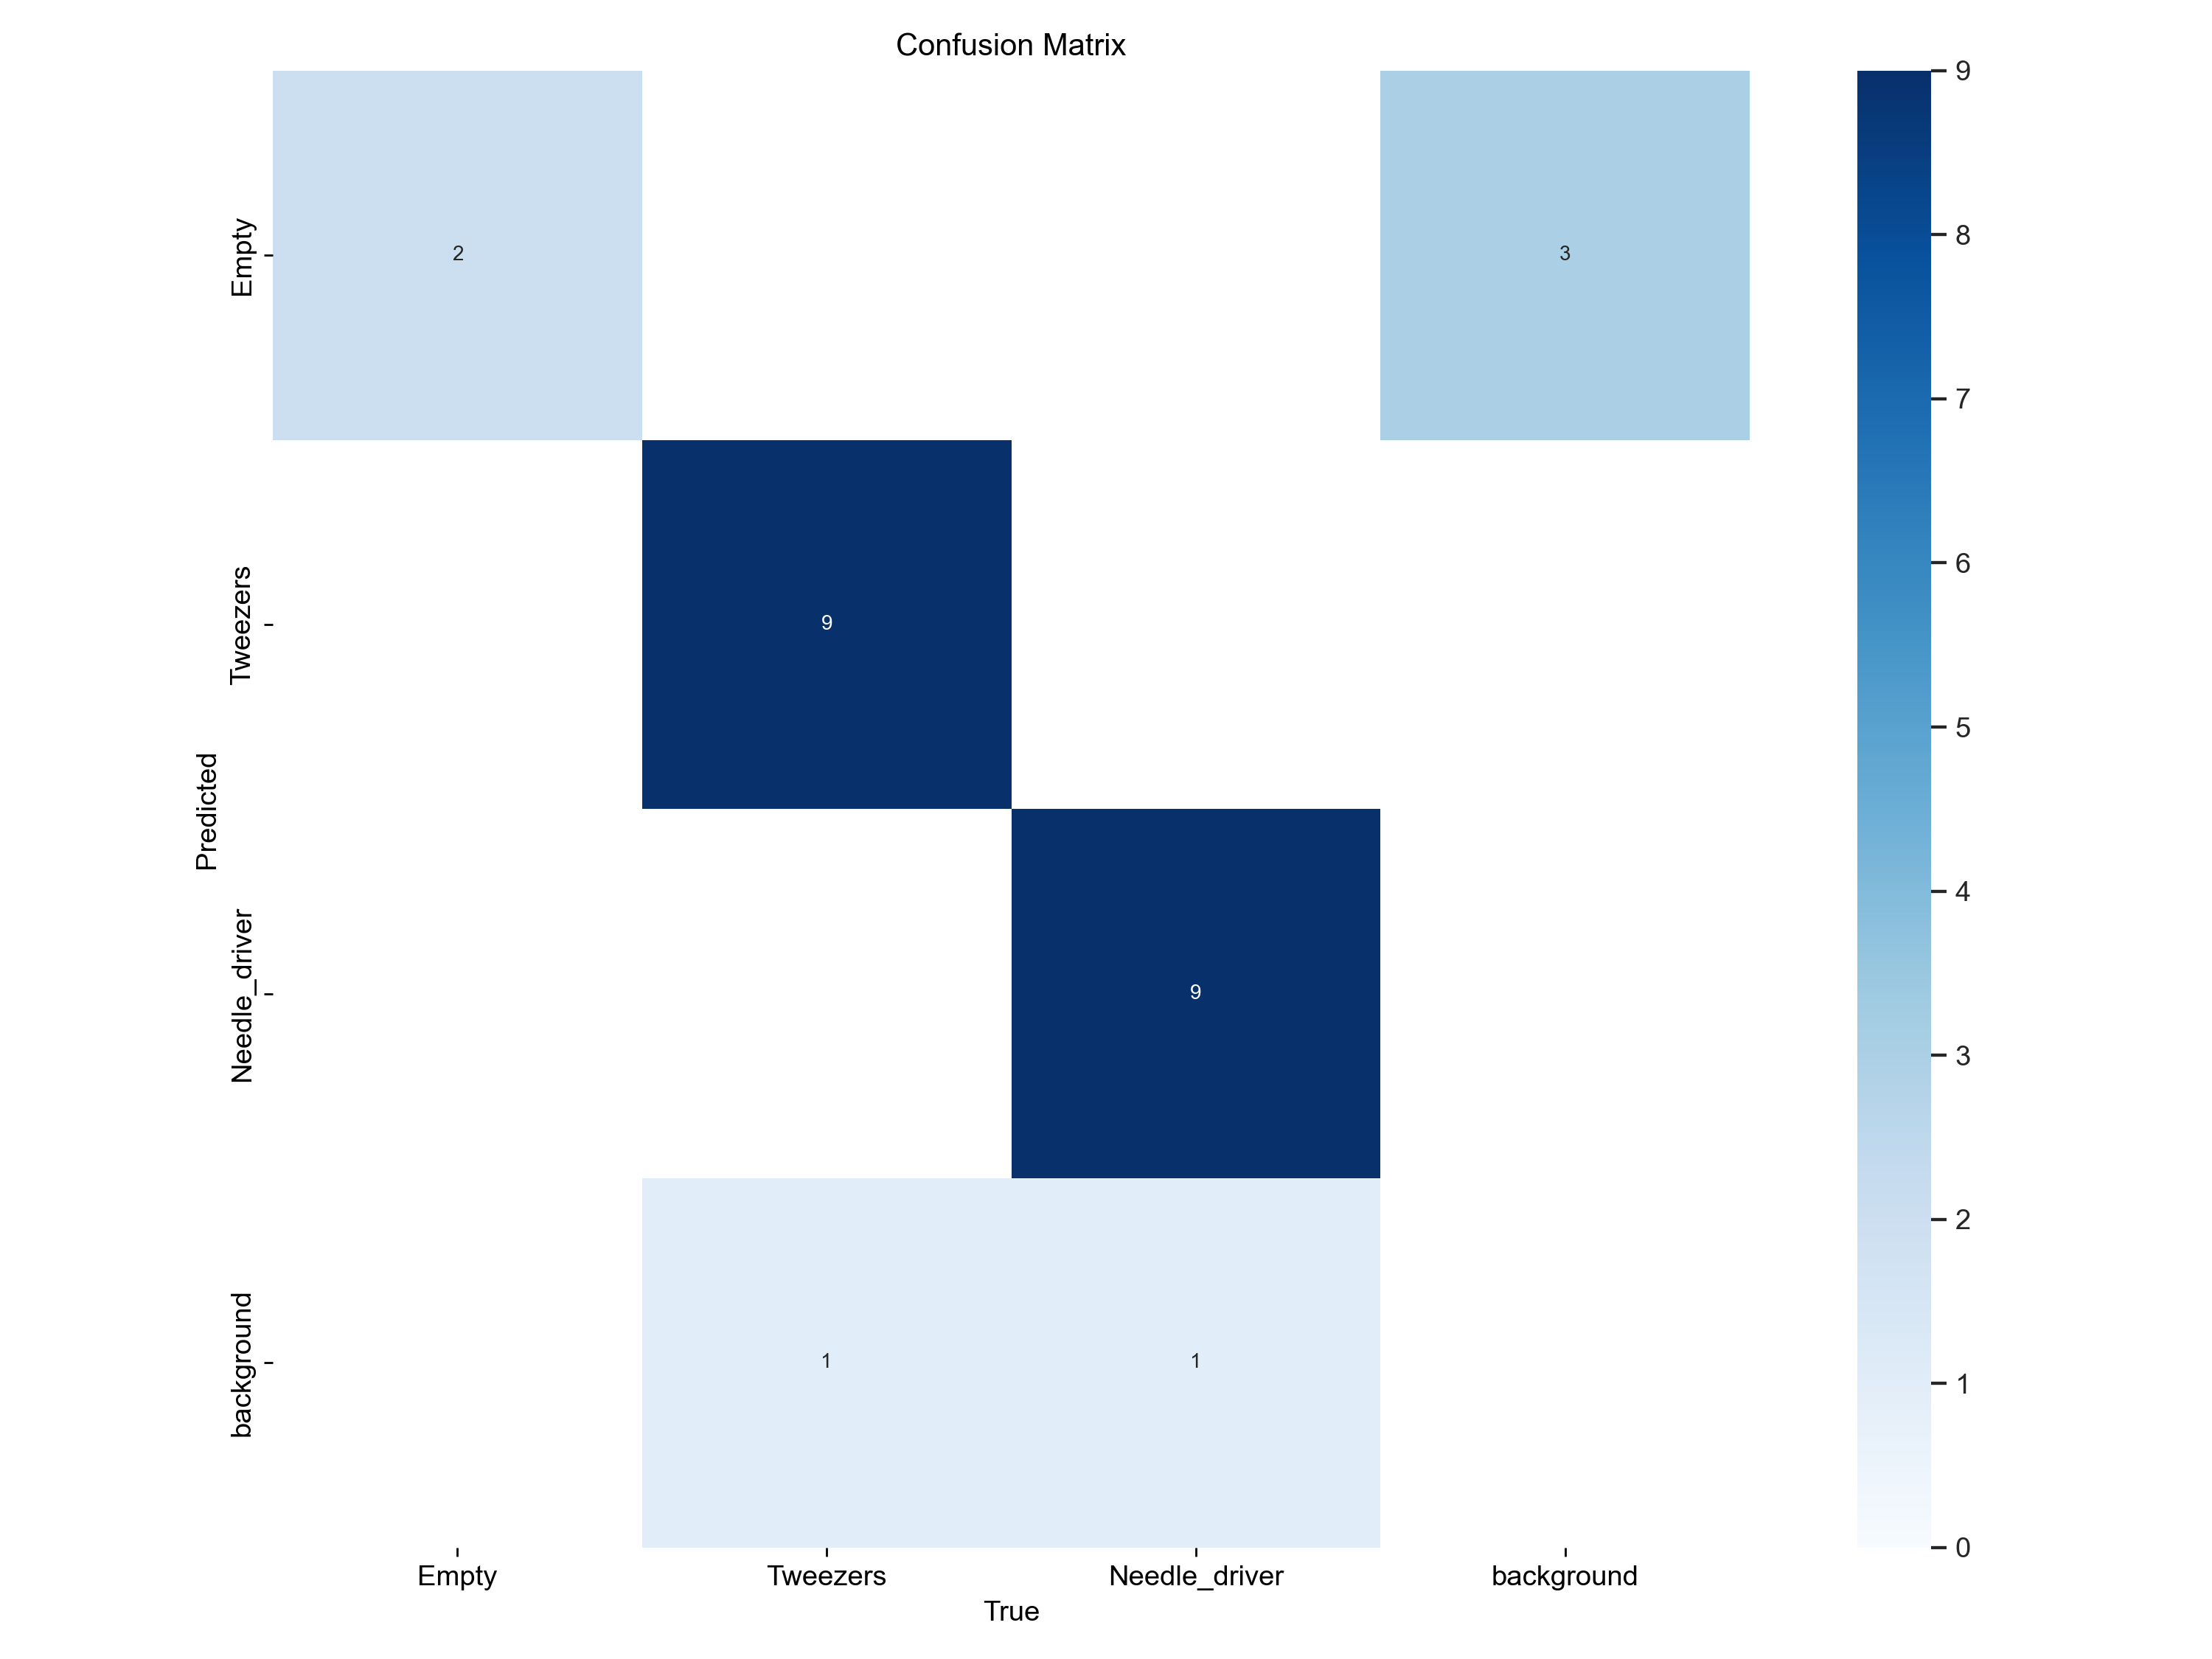 Confusion Matrix
Predicted
Empty
Tweezers
Needle_driver
background
2
3
9
9
1
1
Empty
Tweezers
Needle_driver
background
True
9
8
7
6
5
4
3
2
1
0